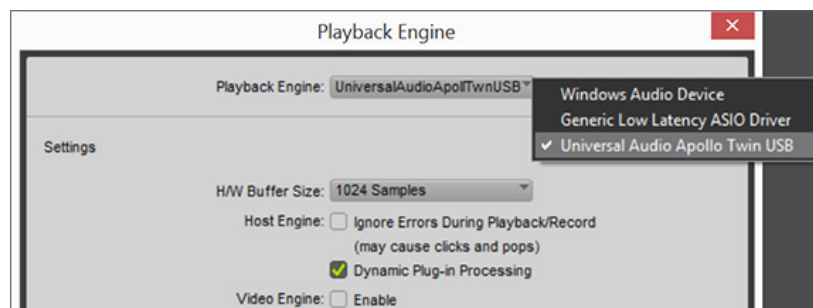 Playback Engine
Playback Engine: UniversalAudioApollTwnUSB
Windows Audio Device
Generic Low Latency ASIO Driver
✓ Universal Audio Apollo Twin USB
Settings
H/W Buffer Size: 1024 Samples
Host Engine: Ignore Errors During Playback/Record
(may cause clicks and pops)
Dynamic Plug-in Processing
Video Engine: Enable